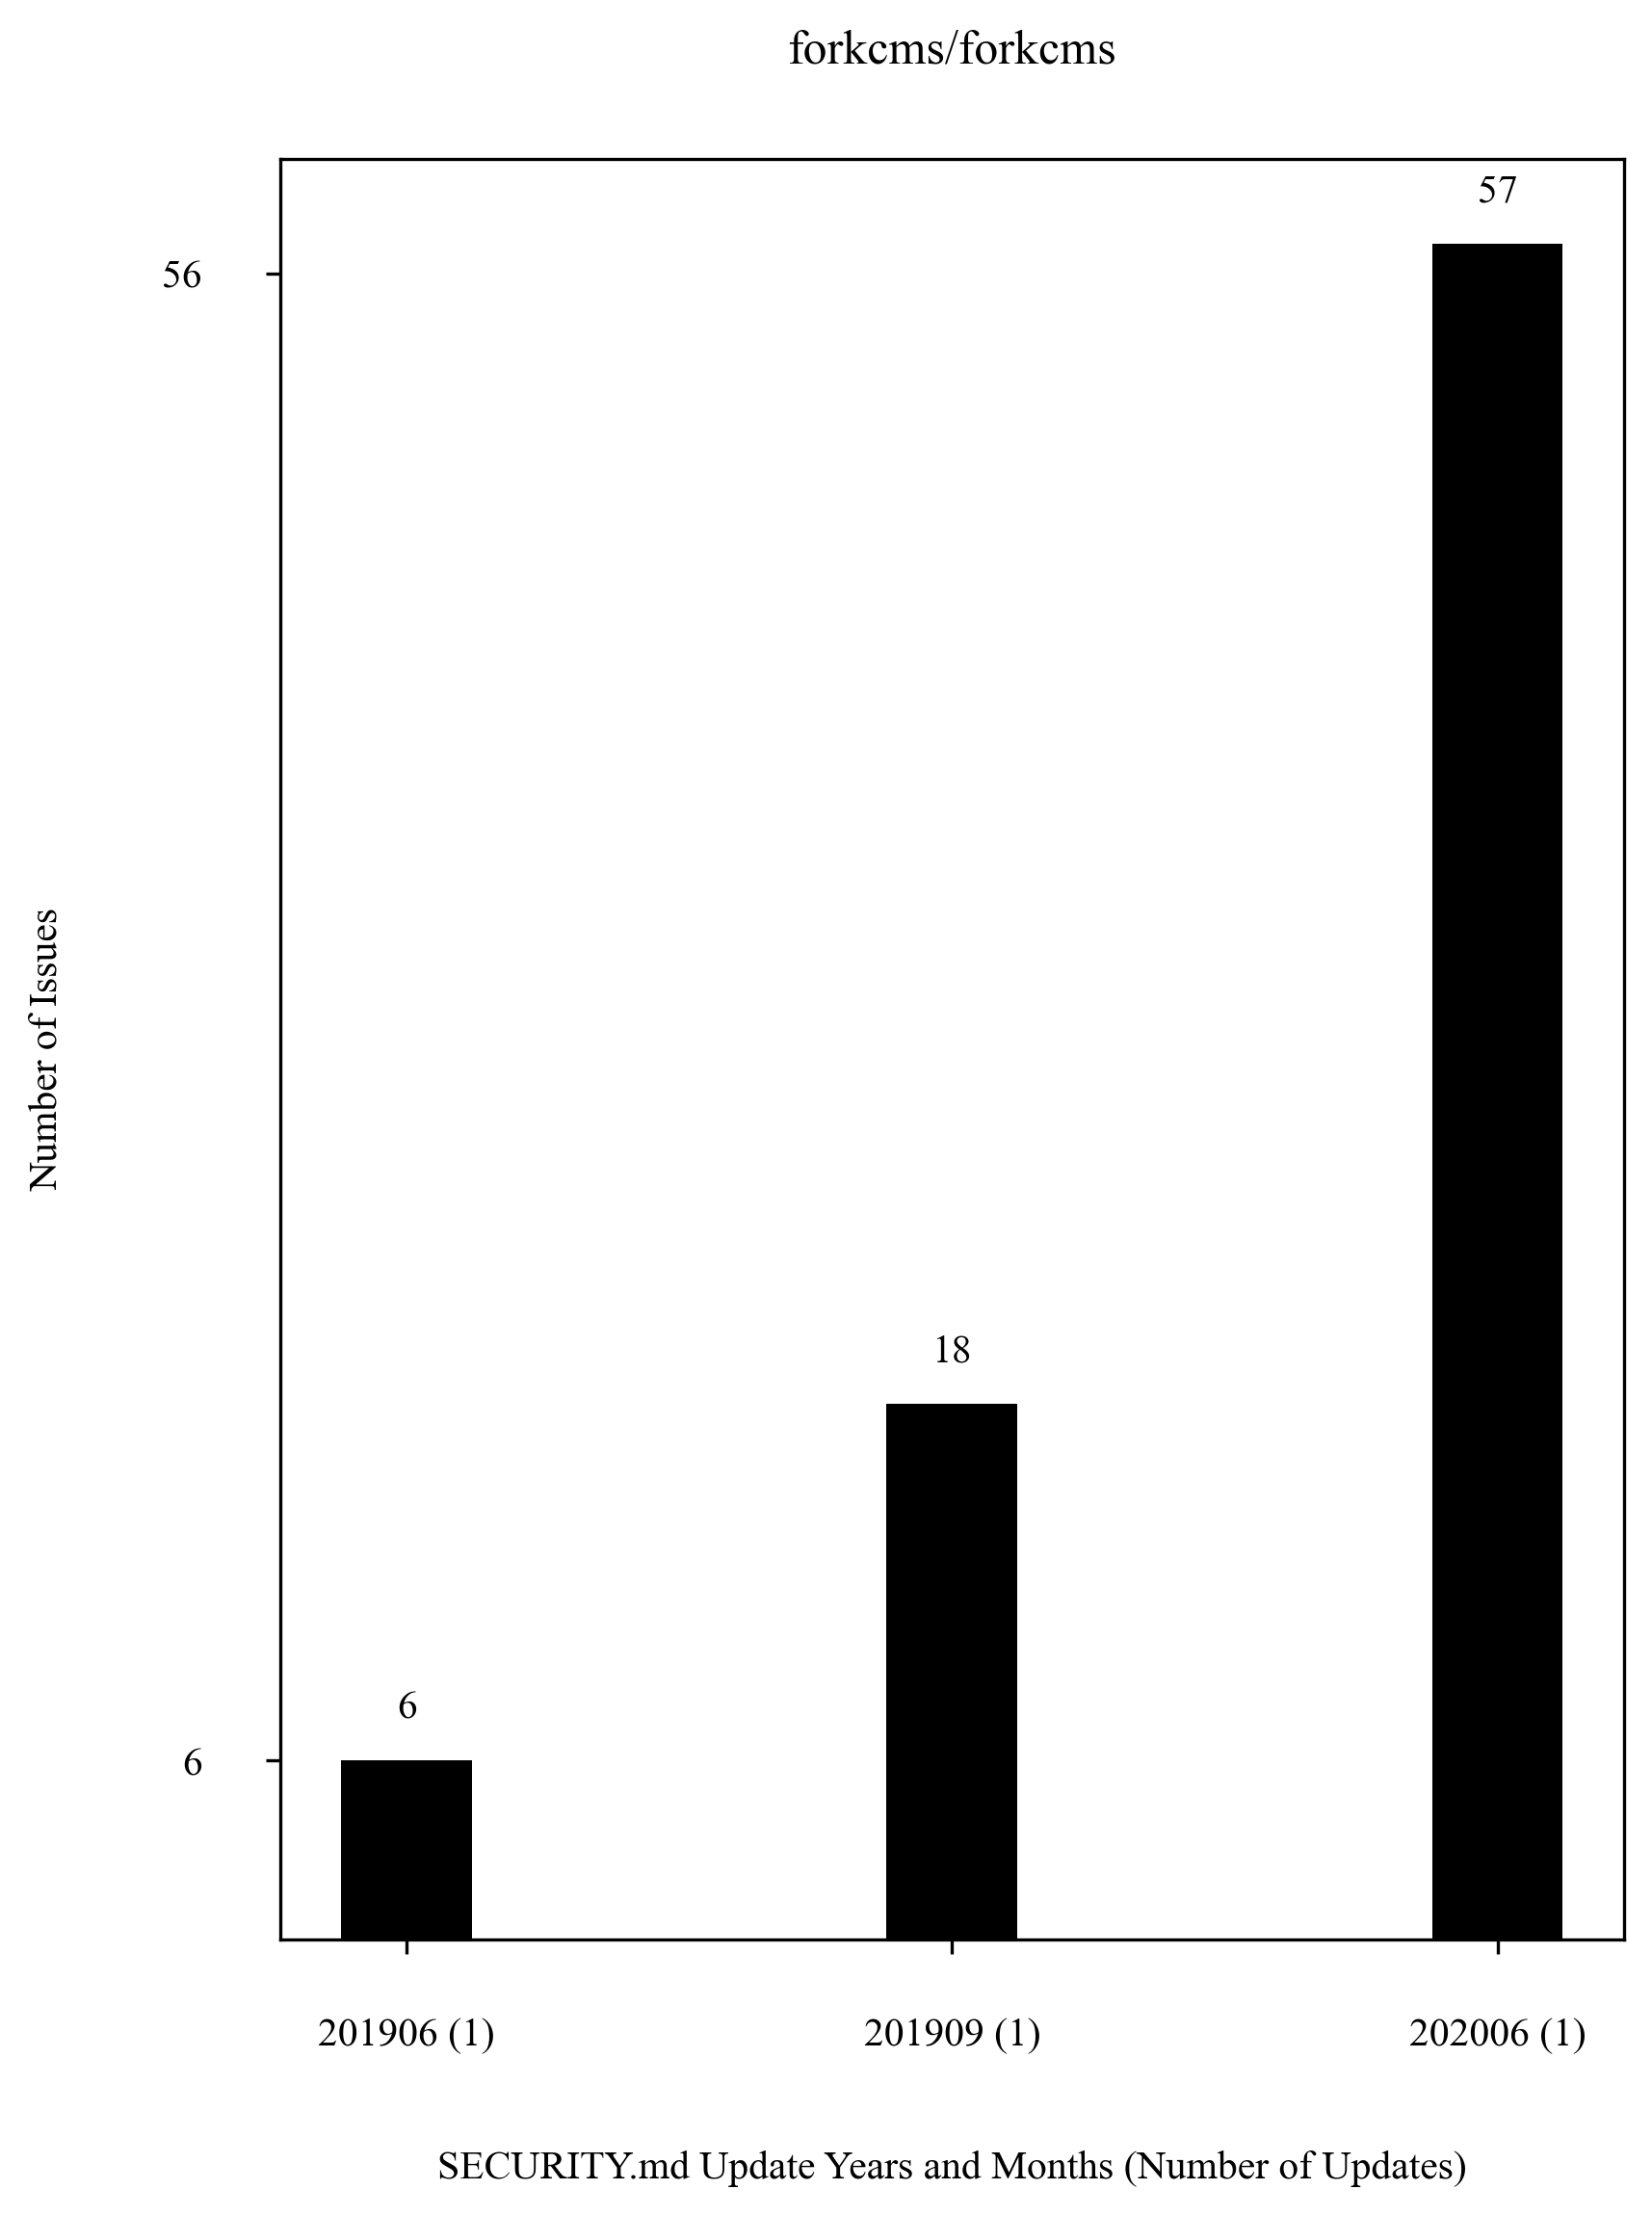 forkcms/forkcms
57
56
Number of Issues
18
6
6
201906 (1) 201909 (1) 202006 (1)
SECURITY.md Update Years and Months (Number of Updates)